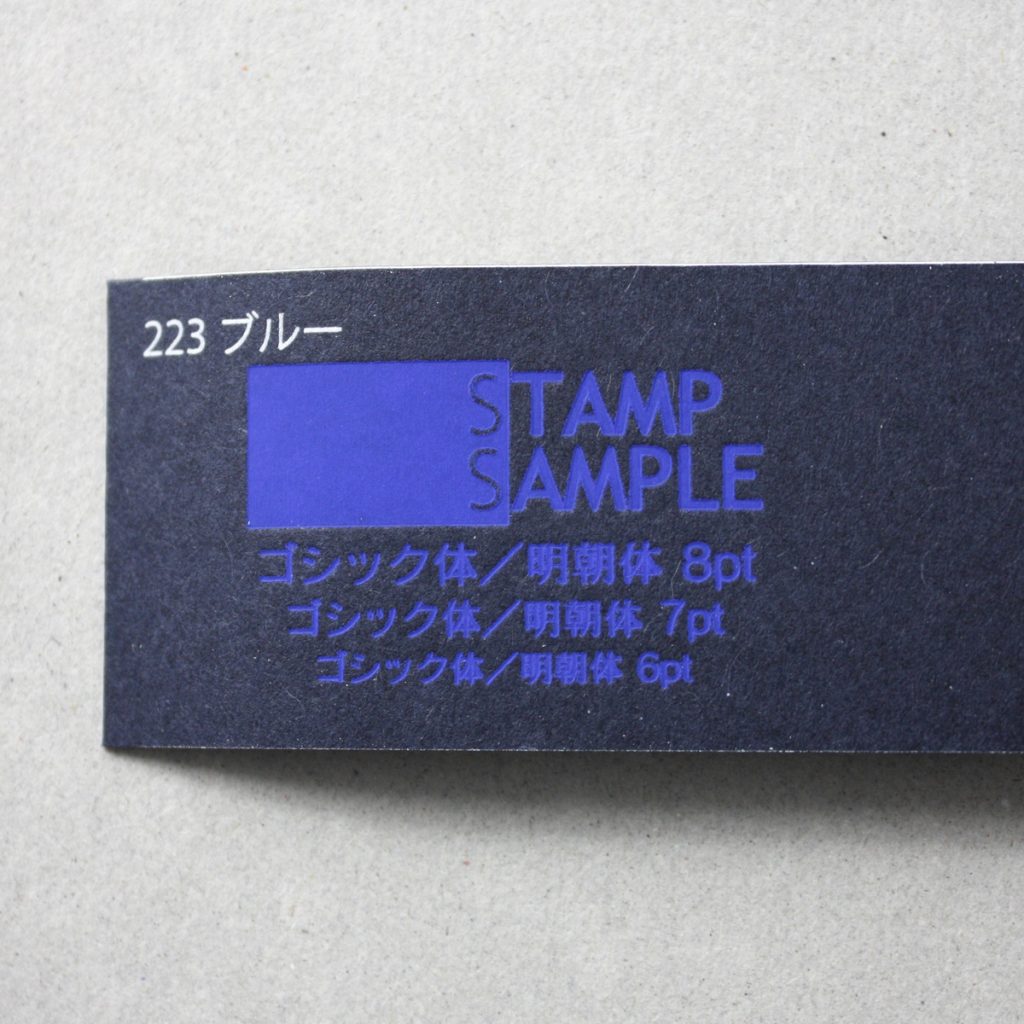 223 ブルー
STAMP
SAMPLE
ゴシック体／明朝体 8pt
ゴシック体／明朝体 7pt
ゴシック体／明朝体 6pt